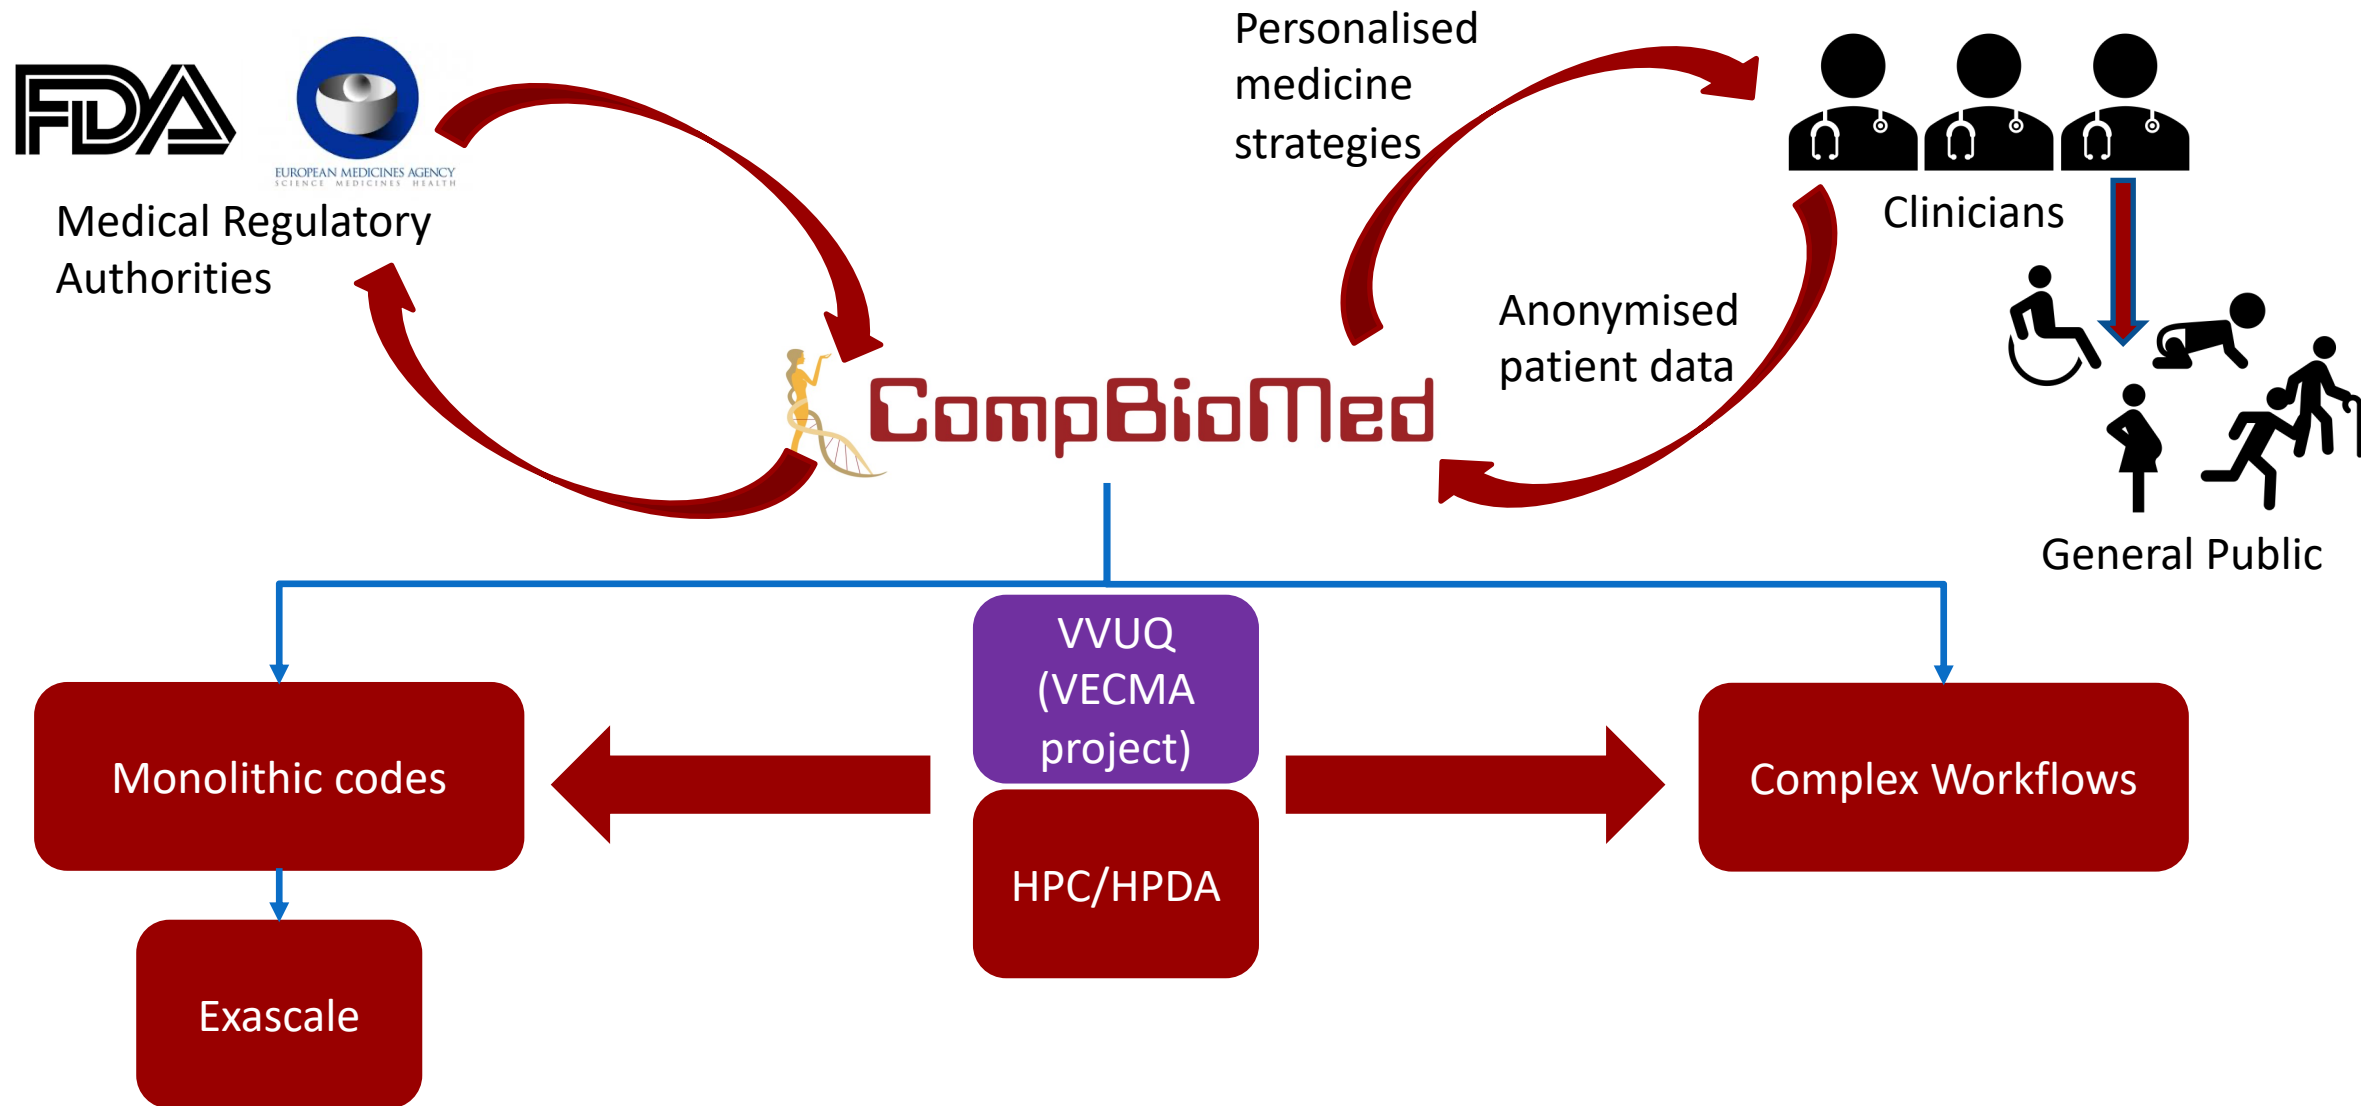 FDA
EUROPEAN MEDICINES AGENCY
SCIENCE MEDICINES HEALTH
Medical Regulatory
Authorities
Personalised
medicine
strategies
Clinicians
Anonymised
patient data
CompBioMed
General Public
VVUQ
(VECMA
project)
Monolithic codes
Complex Workflows
HPC/HPDA
Exascale